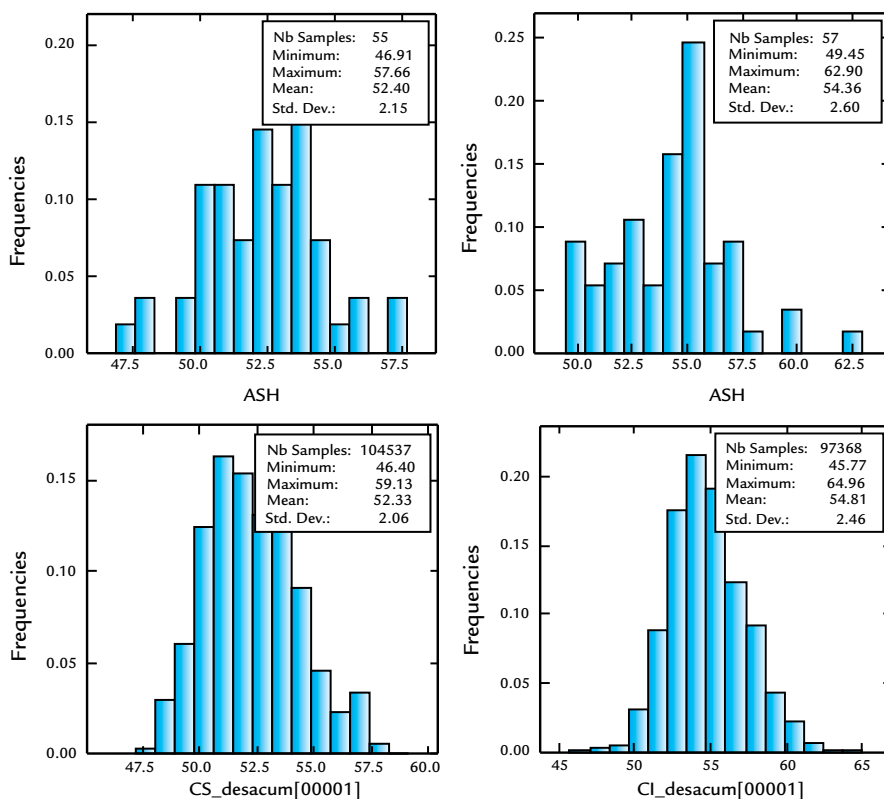 0.20
0.15
0.10
0.05
0.00
Frequencies
Nb Samples: 55
Minimum: 46.91
Maximum: 57.66
Mean: 52.40
Std. Dev.: 2.15
47.5 50.0 52.5 55.0 57.5
ASH
0.25
0.20
0.15
0.10
0.05
0.00
Frequencies
Nb Samples: 57
Minimum: 49.45
Maximum: 62.90
Mean: 54.36
Std. Dev.: 2.60
50.0 52.5 55.0 57.5 60.0 62.5
ASH
0.15
0.10
0.05
0.00
Frequencies
Nb Samples: 104537
Minimum: 46.40
Maximum: 59.13
Mean: 52.33
Std. Dev.: 2.06
47.5 50.0 52.5 55.0 57.5 60.0
CS_desacum[00001]
0.20
0.15
0.10
0.05
0.00
Frequencies
Nb Samples: 97368
Minimum: 45.77
Maximum: 64.96
Mean: 54.81
Std. Dev.: 2.46
45 50 55 60 65
CI_desacum[00001]